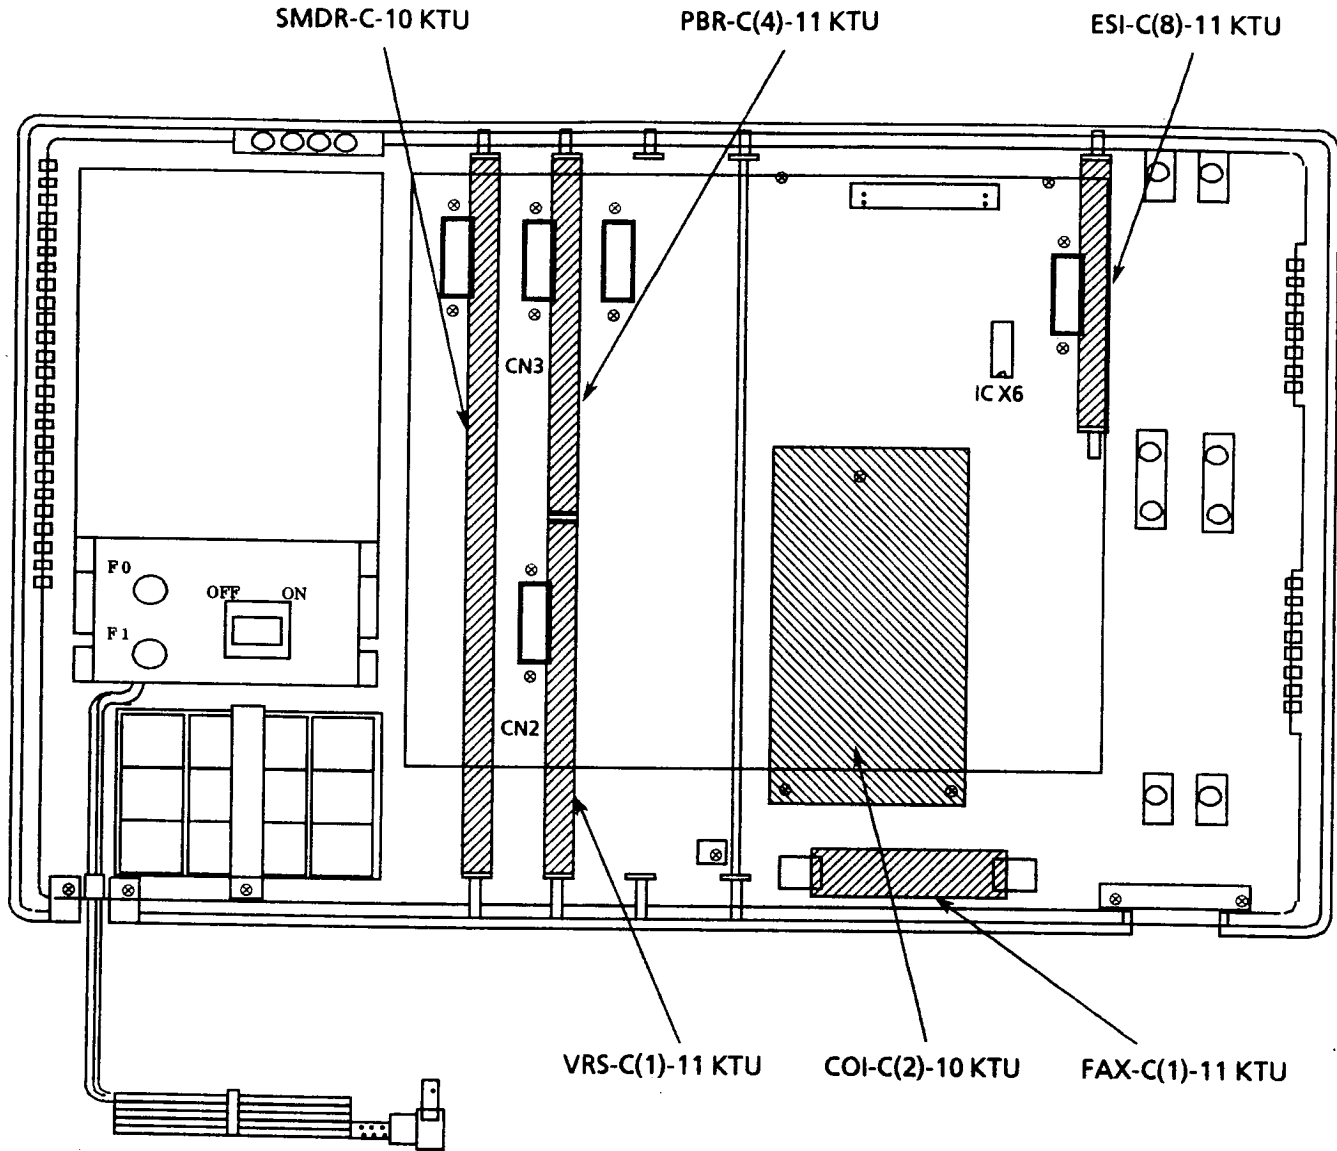 SMDR-C-10 KTU
PBR-C(4)-11 KTU
ESI-C(8)-11 KTU
CN3
IC X6
F0
OFF
ON
F1
CN2
VRS-C(1)-11 KTU
COI-C(2)-10 KTU
FAX-C(1)-11 KTU